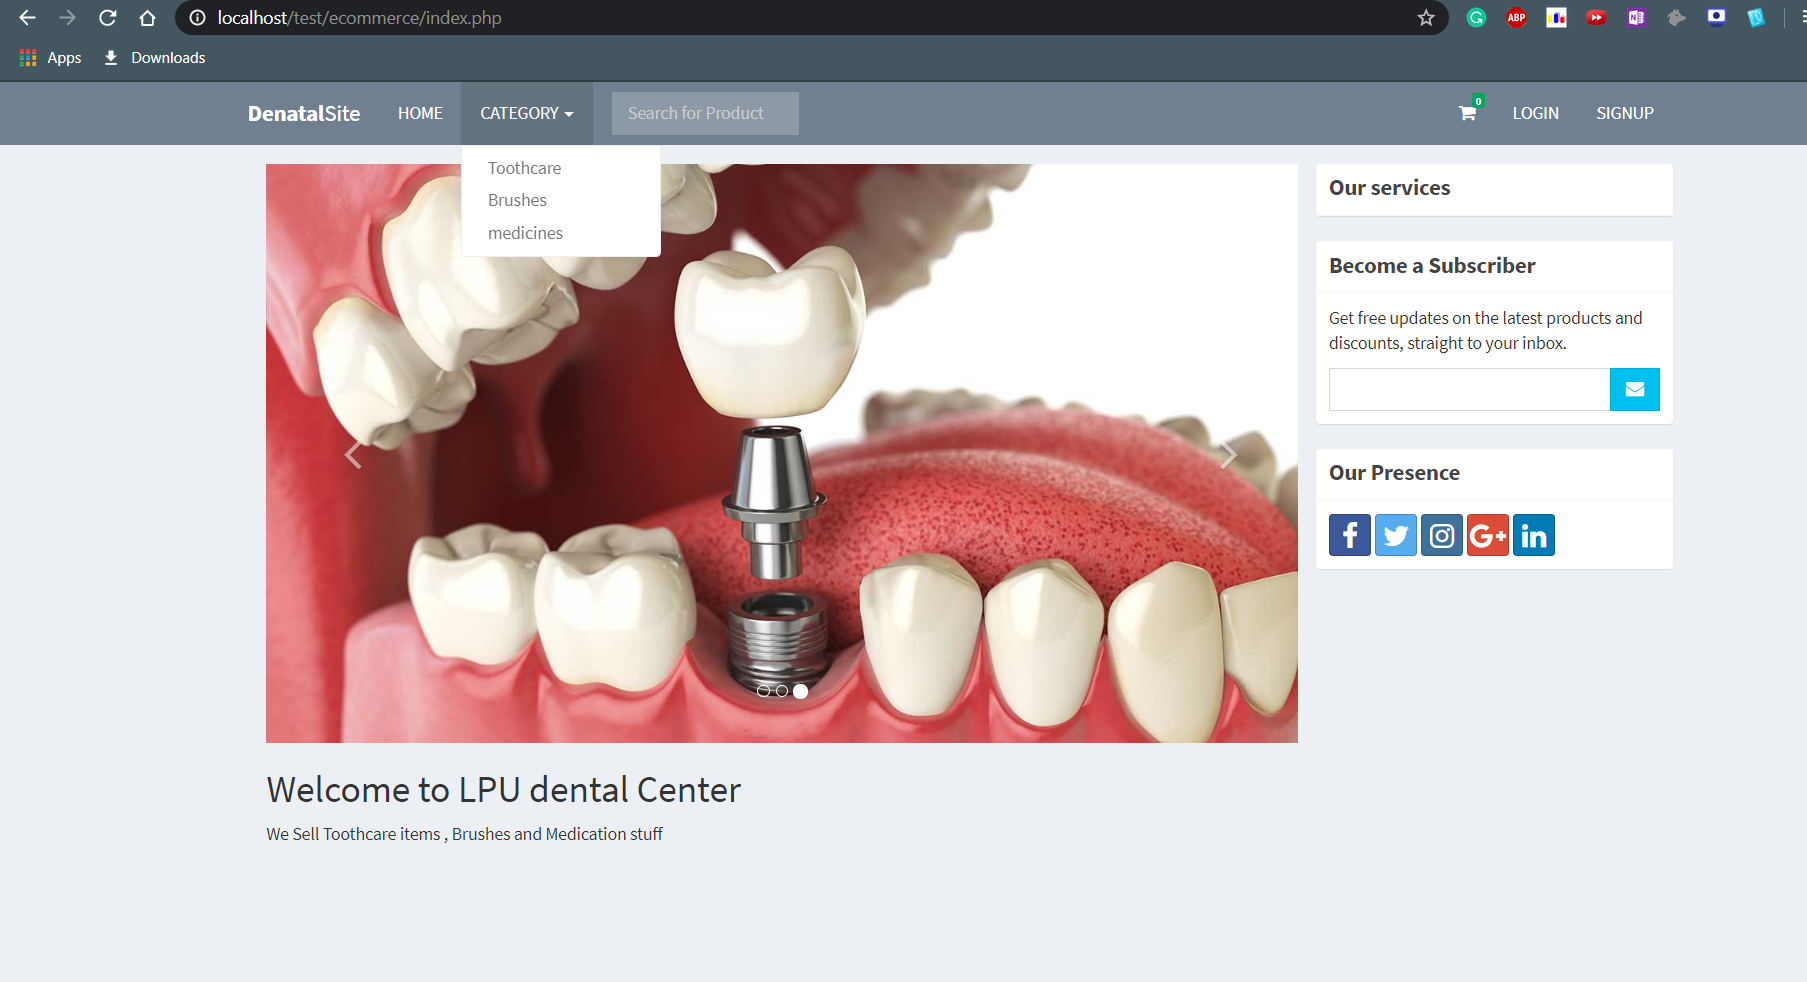 localhost/test/ecommerce/index.php
ABP
N
Apps
Downloads
DenatalSite
HOME
CATEGORY
Search for Product
0
LOGIN
SIGNUP
Toothcare
Brushes
medicines
Our services
Become a Subscriber
Get free updates on the latest products and
discounts, straight to your inbox.
Our Presence
f
G+
in
Welcome to LPU dental Center
We Sell Toothcare items , Brushes and Medication stuff